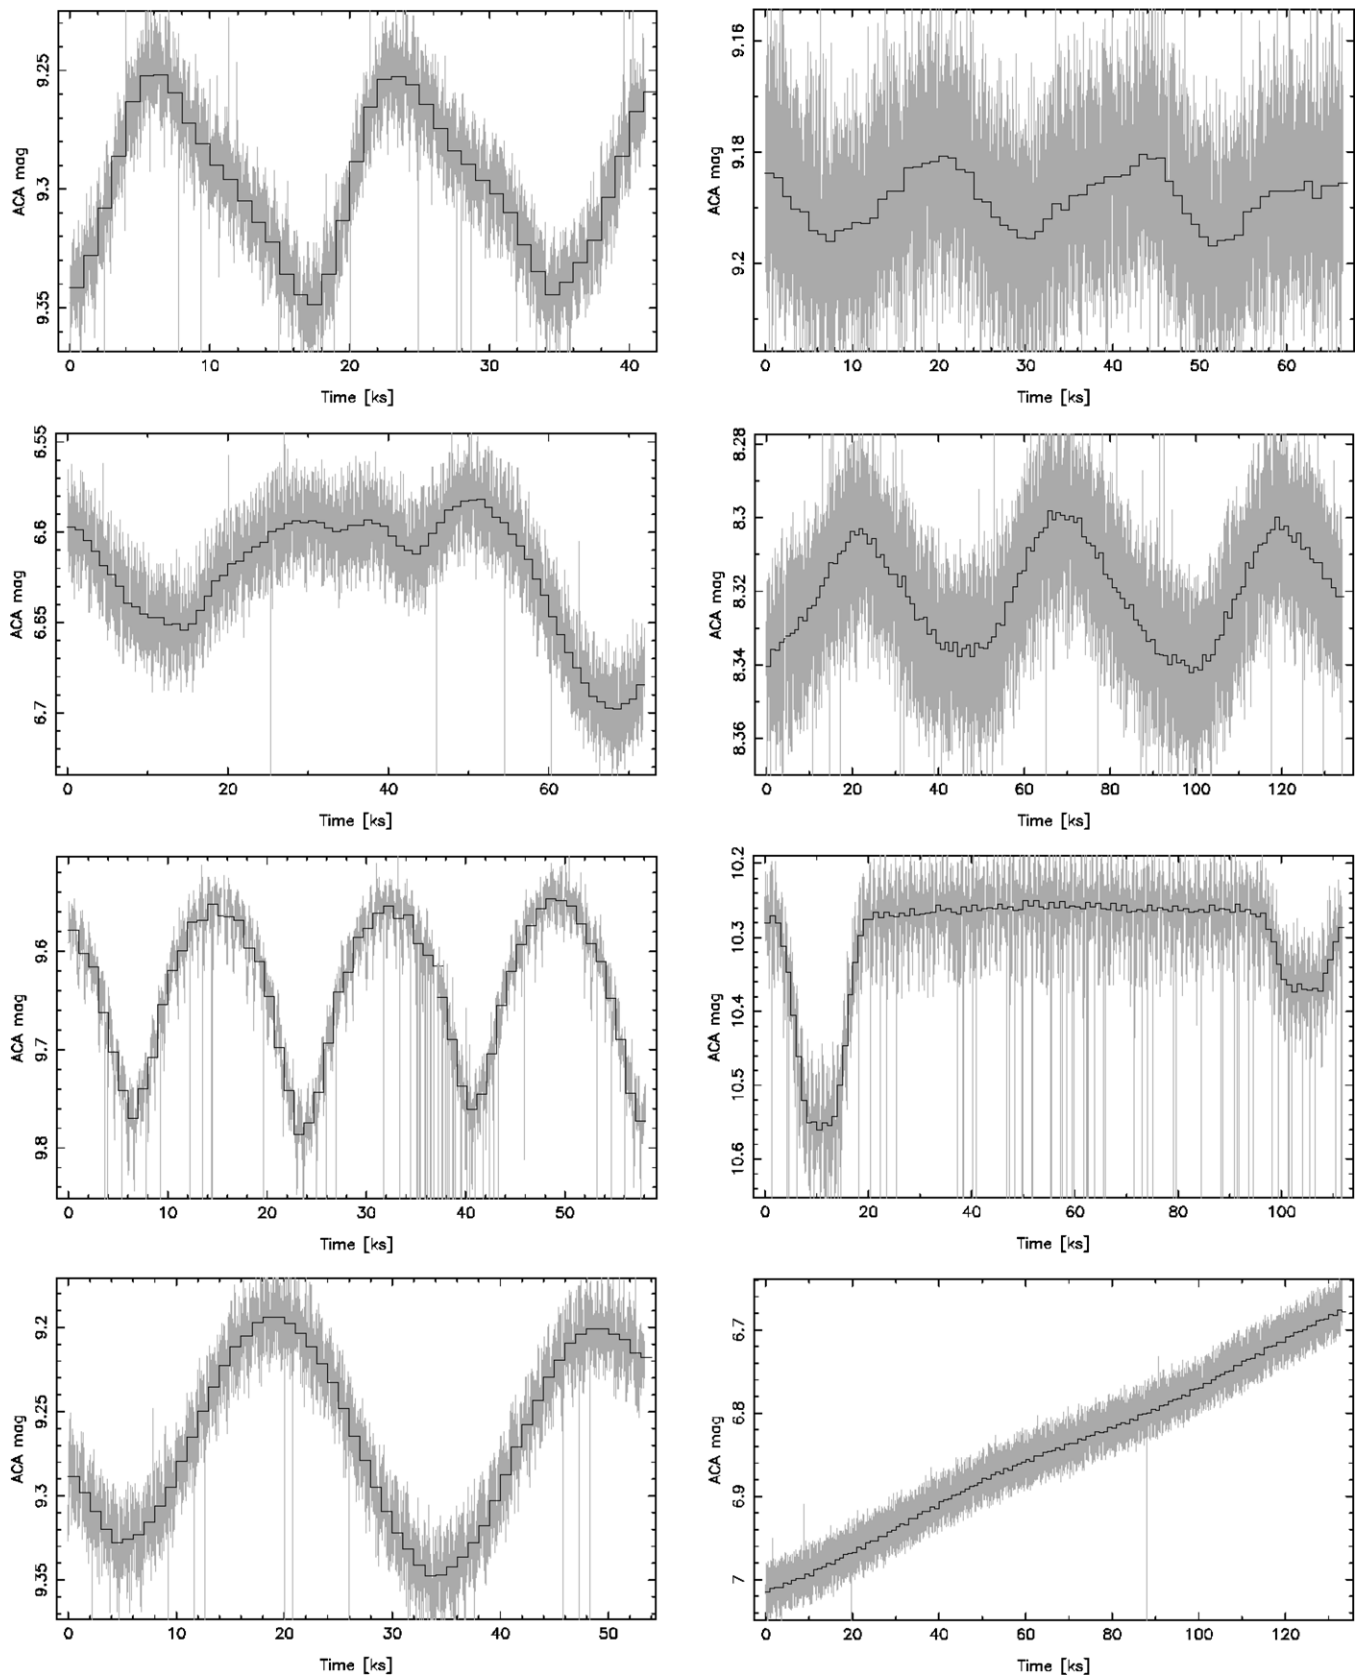 9.25
9.3
9.35
ACA mag
0 10 20 30 40
Time [ks]
9.16
9.18
9.2
ACA mag
0 10 20 30 40 50 60
Time [ks]
6.55
6.6
6.65
6.7
ACA mag
0 20 40 60
Time [ks]
8.28
8.3
8.32
8.34
8.36
ACA mag
0 20 40 60 80 100 120
Time [ks]
9.6
9.7
9.8
ACA mag
0 10 20 30 40 50
Time [ks]
10.2
10.3
10.4
10.5
10.6
ACA mag
0 20 40 60 80 100
Time [ks]
9.2
9.25
9.3
9.35
ACA mag
0 10 20 30 40 50
Time [ks]
6.7
6.8
6.9
7
ACA mag
0 20 40 60 80 100 120
Time [ks]